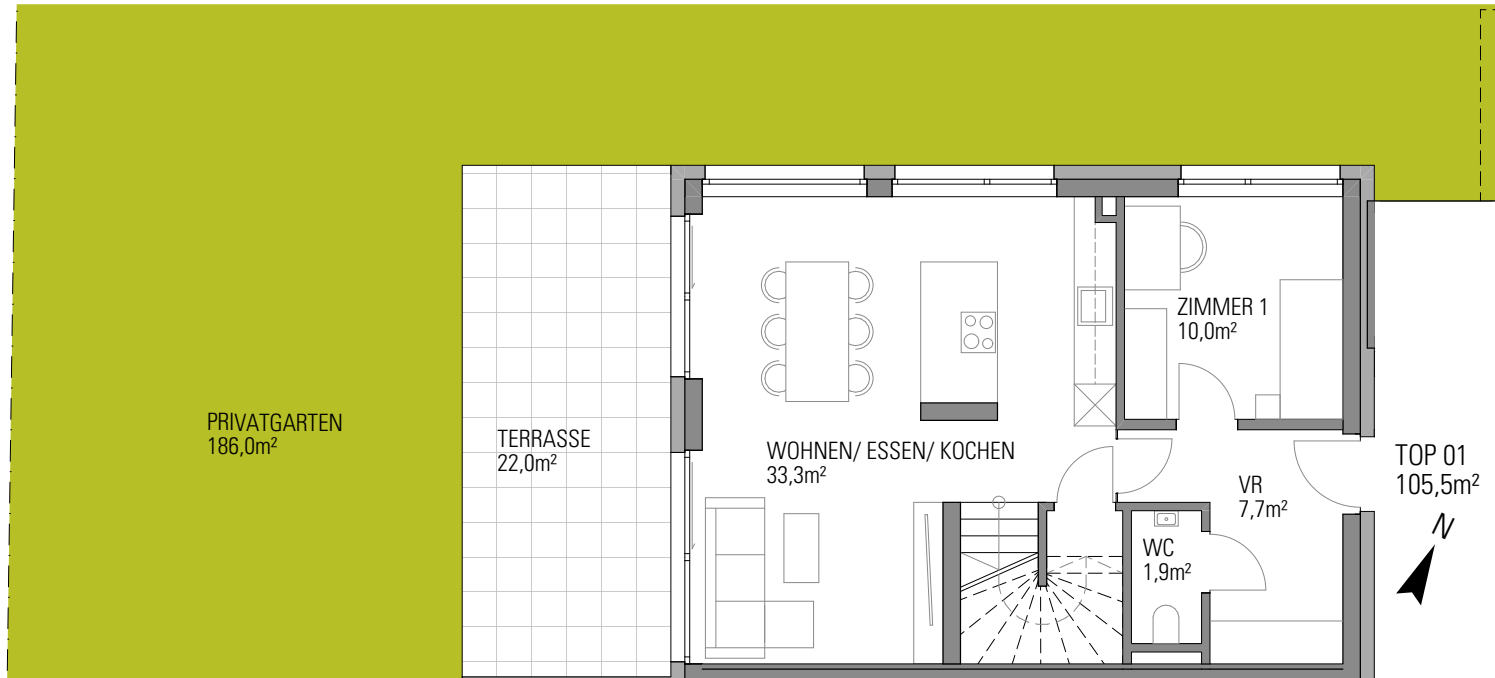 PRIVATGARTEN
186,0m²
TERRASSE
22,0m²
WOHNEN/ ESSEN/ KOCHEN
33,3m²
ZIMMER 1
10,0m²
VR
7,7m²
WC
1,9m²
TOP 01
105,5m²
N